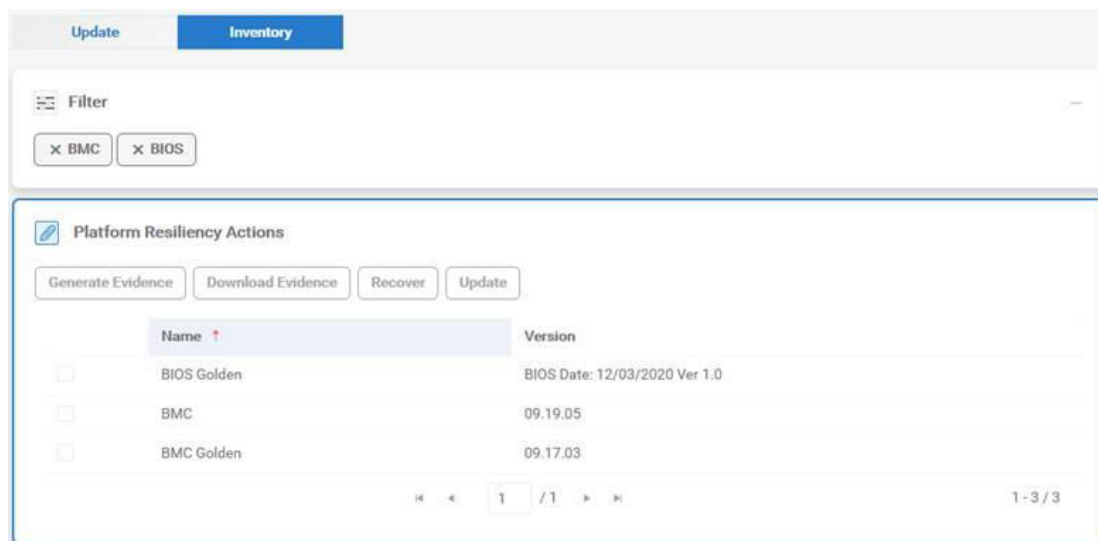 Update Inventory
Filter
× BMC × BIOS
Platform Resiliency Actions
Generate Evidence Download Evidence Recover Update
Name ↑ Version
BIOS Golden BIOS Date: 12/03/2020 Ver 1.0
BMC 09.19.05
BMC Golden 09.17.03
1 / 1 1 - 3 / 3